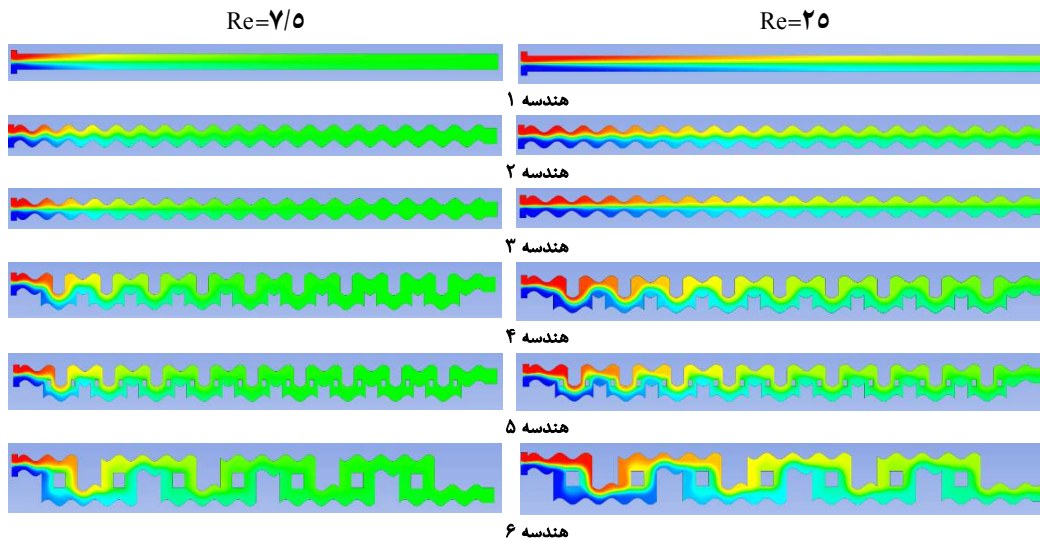 Re=۷/۵
Re=۲۵
هندسه ۱
هندسه ۲
هندسه ۳
هندسه ۴
هندسه ۵
هندسه ۶